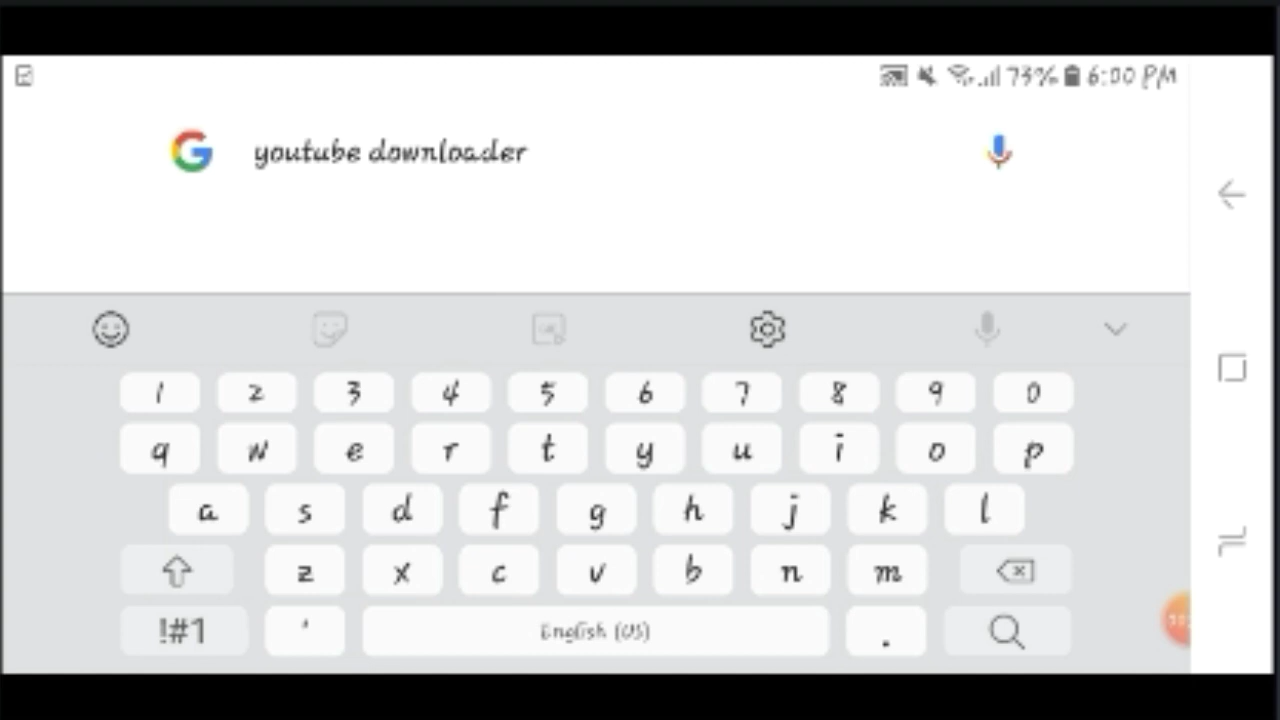 73% 6:00 PM
youtube downloader
1 2 3 4 5 6 7 8 9 0
q w e r t y u i o p
a s d f g h j k l
z x c v b n m
!#1 ' English (US) .